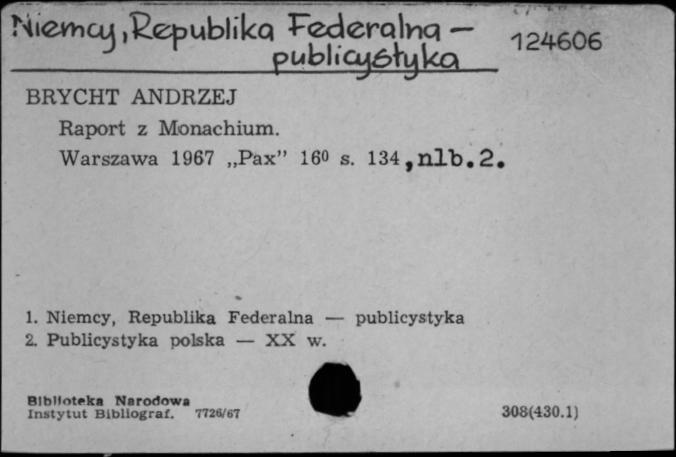 Niemcy, Republika Federalna —
publicystyka
124606
BRYCHT ANDRZEJ
Raport z Monachium.
Warszawa 1967 „Pax” 16⁰ s. 134, nlb. 2.
1. Niemcy, Republika Federalna — publicystyka
2. Publicystyka polska — XX w.
Biblioteka Narodowa
Instytut Bibliograf. 7726/67
308(430.1)